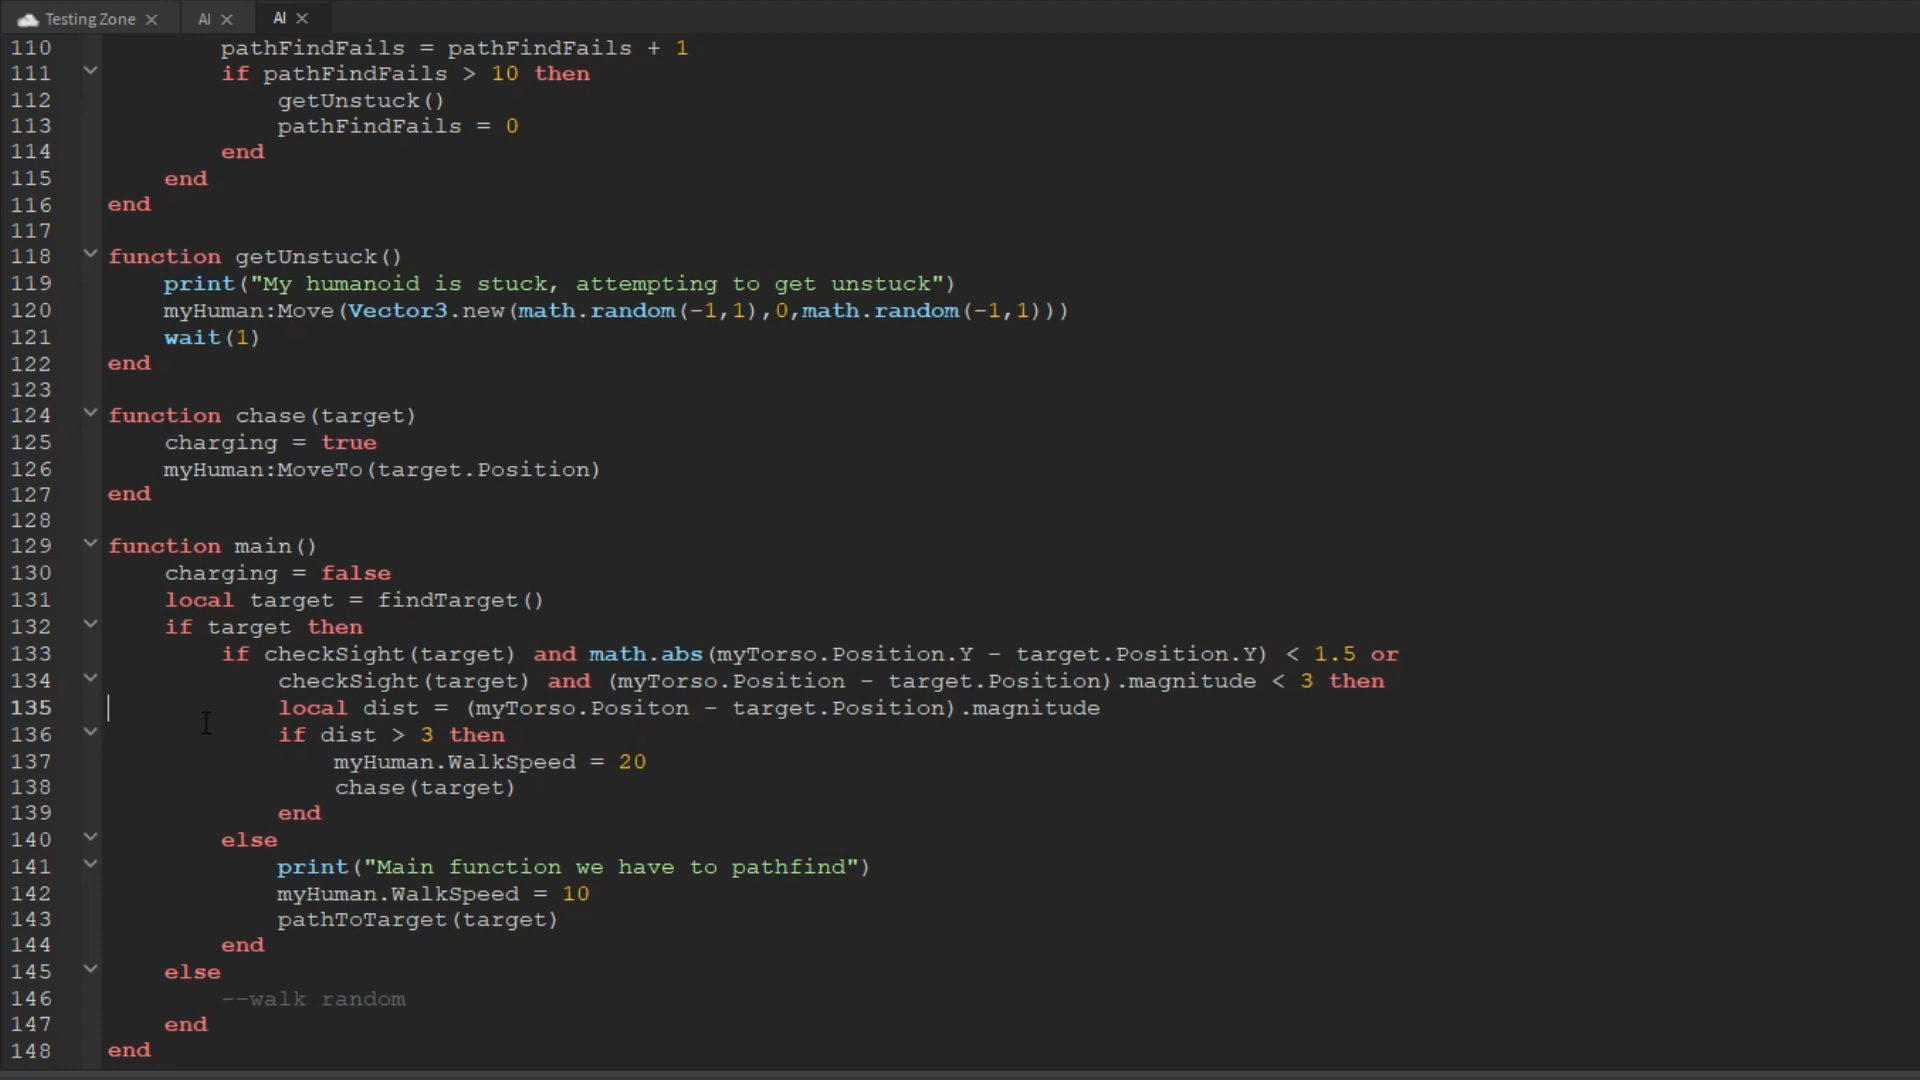 Testing Zone AI AI
110 pathFindFails = pathFindFails + 1
111 if pathFindFails > 10 then
112 getUnstuck()
113 pathFindFails = 0
114 end
115 end
116 end
117
118 function getUnstuck()
119 print("My humanoid is stuck, attempting to get unstuck")
120 myHuman:Move(Vector3.new(math.random(-1,1),0,math.random(-1,1)))
121 wait(1)
122 end
123
124 function chase(target)
125 charging = true
126 myHuman:MoveTo(target.Position)
127 end
128
129 function main()
130 charging = false
131 local target = findTarget()
132 if target then
133 if checkSight(target) and math.abs(myTorso.Position.Y - target.Position.Y) < 1.5 or
134 checkSight(target) and (myTorso.Position - target.Position).magnitude < 3 then
135 local dist = (myTorso.Positon - target.Position).magnitude
136 if dist > 3 then
137 myHuman.WalkSpeed = 20
138 chase(target)
139 end
140 else
141 print("Main function we have to pathfind")
142 myHuman.WalkSpeed = 10
143 pathToTarget(target)
144 end
145 else
146 --walk random
147 end
148 end